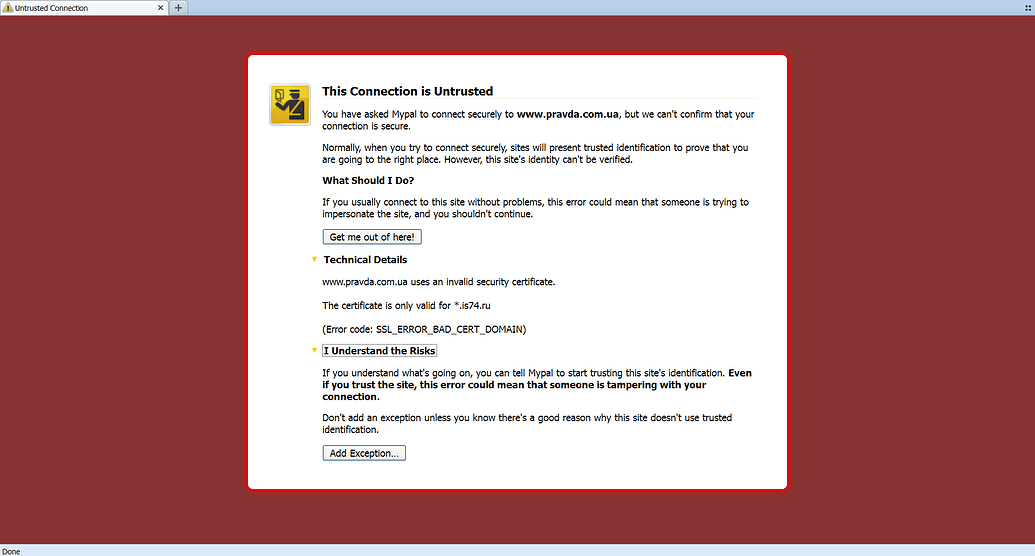 Untrusted Connection
This Connection is Untrusted
You have asked Mypal to connect securely to www.pravda.com.ua, but we can't confirm that your
connection is secure.
Normally, when you try to connect securely, sites will present trusted identification to prove that you
are going to the right place. However, this site's identity can't be verified.
What Should I Do?
If you usually connect to this site without problems, this error could mean that someone is trying to
impersonate the site, and you shouldn't continue.
Get me out of here!
Technical Details
www.pravda.com.ua uses an invalid security certificate.
The certificate is only valid for *.is74.ru
(Error code: SSL_ERROR_BAD_CERT_DOMAIN)
I Understand the Risks
If you understand what's going on, you can tell Mypal to start trusting this site's identification. Even
if you trust the site, this error could mean that someone is tampering with your
connection.
Don't add an exception unless you know there's a good reason why this site doesn't use trusted
identification.
Add Exception...
Done